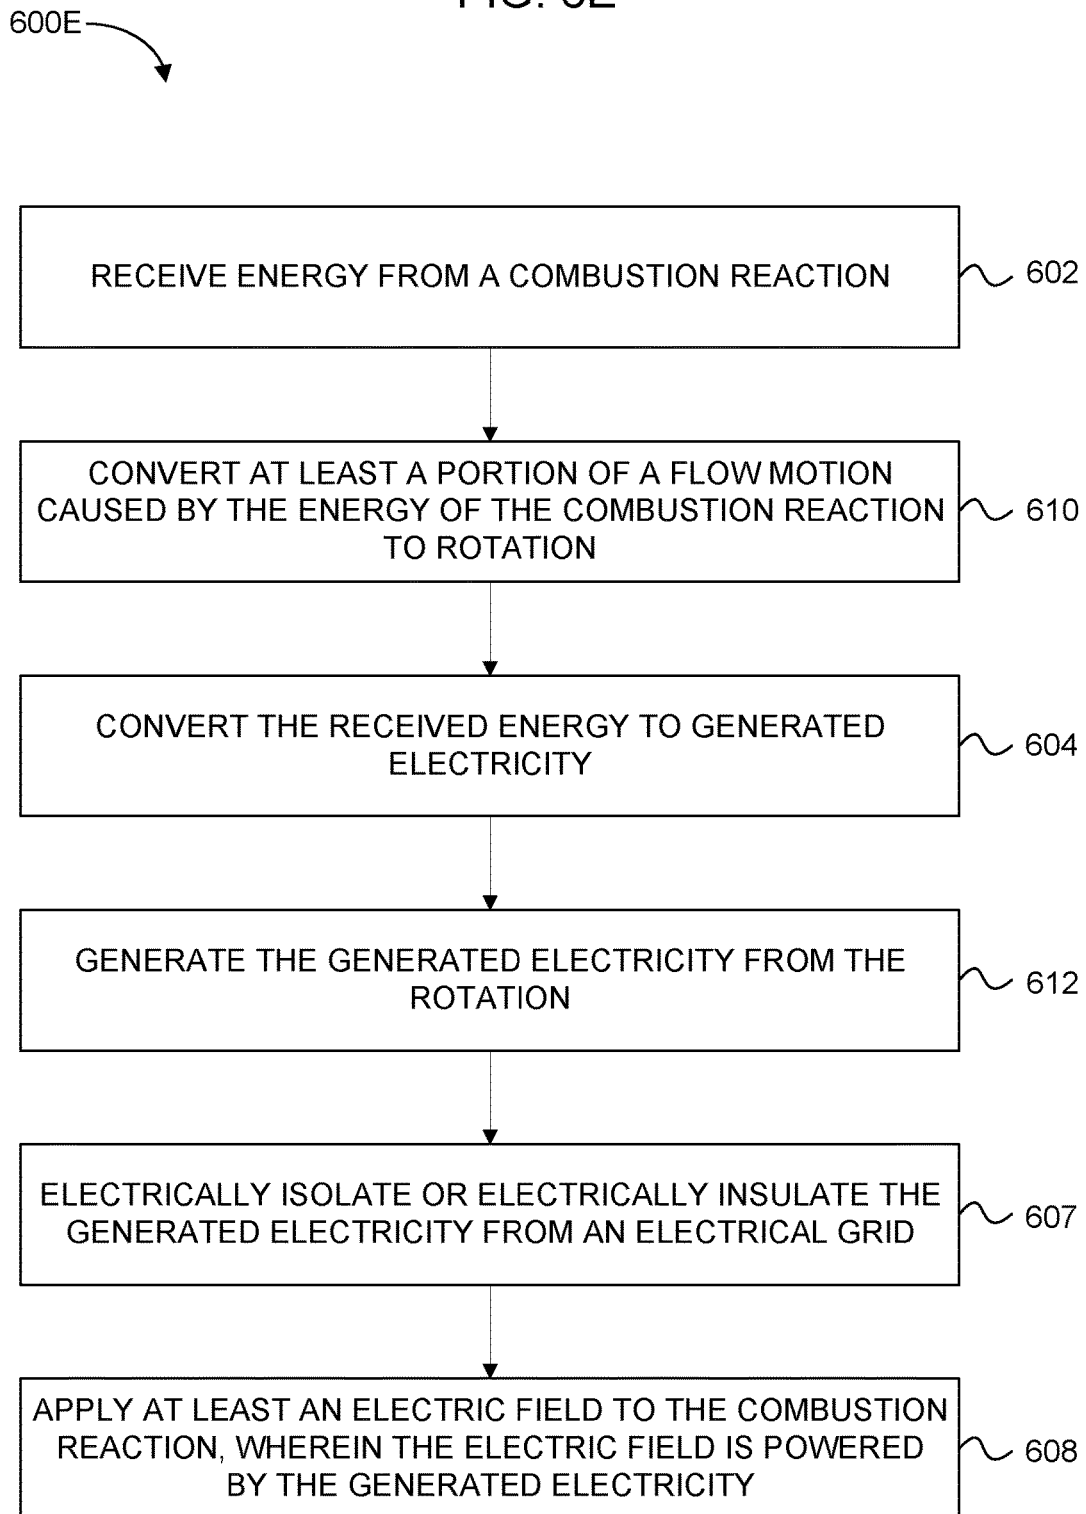 FIG. 6E
600E
RECEIVE ENERGY FROM A COMBUSTION REACTION
602
CONVERT AT LEAST A PORTION OF A FLOW MOTION
CAUSED BY THE ENERGY OF THE COMBUSTION REACTION
TO ROTATION
610
CONVERT THE RECEIVED ENERGY TO GENERATED
ELECTRICITY
604
GENERATE THE GENERATED ELECTRICITY FROM THE
ROTATION
612
ELECTRICALLY ISOLATE OR ELECTRICALLY INSULATE THE
GENERATED ELECTRICITY FROM AN ELECTRICAL GRID
607
APPLY AT LEAST AN ELECTRIC FIELD TO THE COMBUSTION
REACTION, WHEREIN THE ELECTRIC FIELD IS POWERED
BY THE GENERATED ELECTRICITY
608